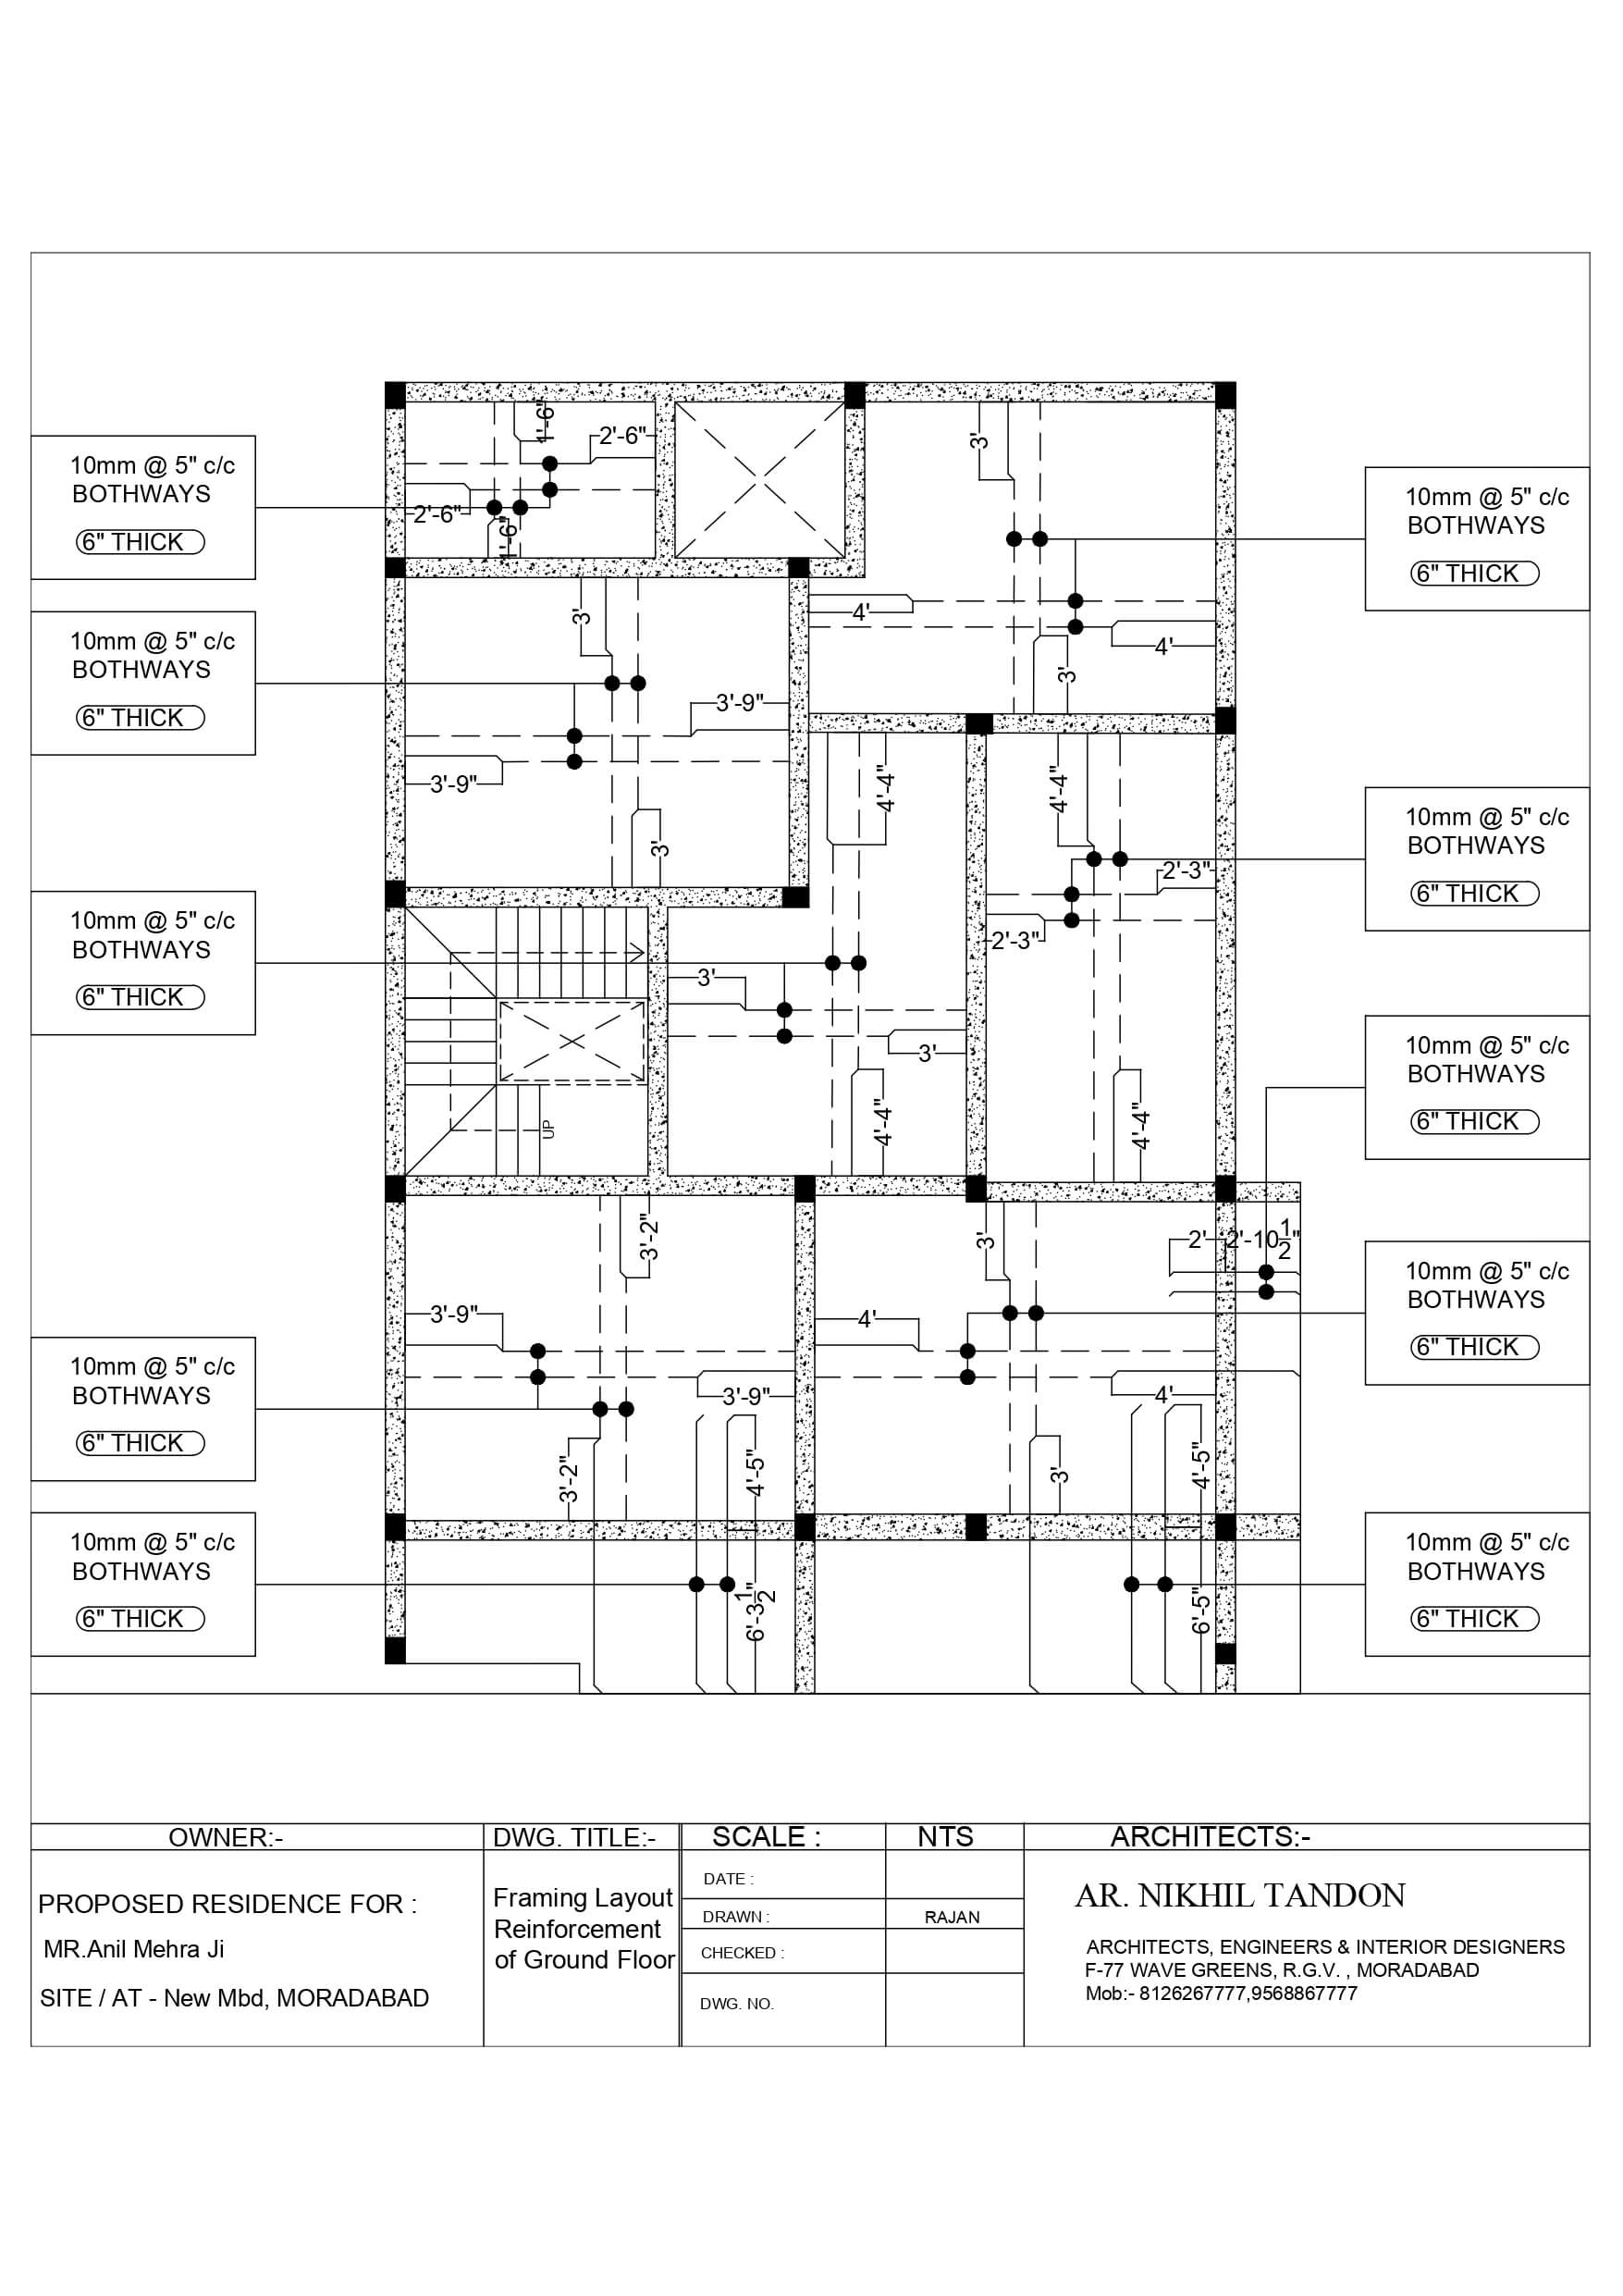 1'-6"
2'-6"
3'
10mm @ 5" c/c
BOTHWAYS
6" THICK
2'-6"
1'-6"
10mm @ 5" c/c
BOTHWAYS
6" THICK
3'
4'
4'
3'
10mm @ 5" c/c
BOTHWAYS
6" THICK
3'-9"
3'-9"
3'
4'-4"
4'-4"
10mm @ 5" c/c
BOTHWAYS
6" THICK
2'-3"
2'-3"
10mm @ 5" c/c
BOTHWAYS
6" THICK
3'
3'
4'-4"
4'-4"
UP
10mm @ 5" c/c
BOTHWAYS
6" THICK
3'-2"
3'
2'
2'-10 1/2"
10mm @ 5" c/c
BOTHWAYS
6" THICK
3'-9"
4'
10mm @ 5" c/c
BOTHWAYS
6" THICK
3'-9"
4'
3'-2"
4'-5"
3'
4'-5"
10mm @ 5" c/c
BOTHWAYS
6" THICK
6'-3 1/2"
6'-5"
10mm @ 5" c/c
BOTHWAYS
6" THICK
OWNER:-
DWG. TITLE:-
SCALE :
NTS
ARCHITECTS:-
PROPOSED RESIDENCE FOR :
MR.Anil Mehra Ji
SITE / AT - New Mbd, MORADABAD
Framing Layout
Reinforcement
of Ground Floor
DATE :
DRAWN :
RAJAN
CHECKED :
DWG. NO.
AR. NIKHIL TANDON
ARCHITECTS, ENGINEERS & INTERIOR DESIGNERS
F-77 WAVE GREENS, R.G.V. , MORADABAD
Mob:- 8126267777,9568867777